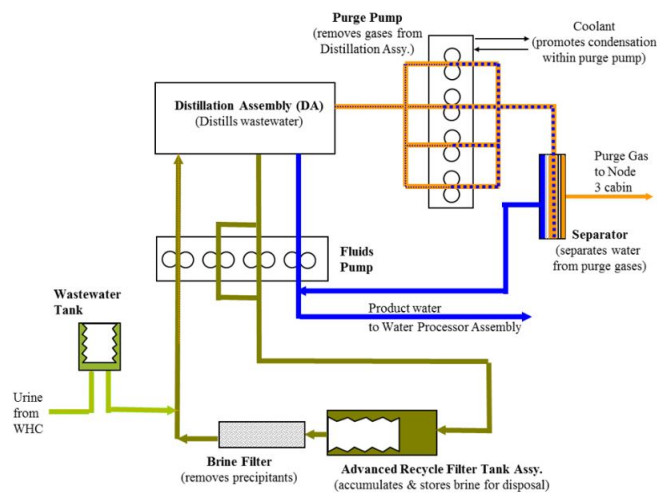 Purge Pump
(removes gases from
Distillation Assy.)
Coolant
(promotes condensation
within purge pump)
Distillation Assembly (DA)
(Distills wastewater)
Purge Gas
to Node
3 cabin
Separator
(separates water
from purge gases)
Fluids
Pump
Wastewater
Tank
Product water
to Water Processor Assembly
Urine
from
WHC
Brine Filter
(removes precipitants)
Advanced Recycle Filter Tank Assy.
(accumulates & stores brine for disposal)